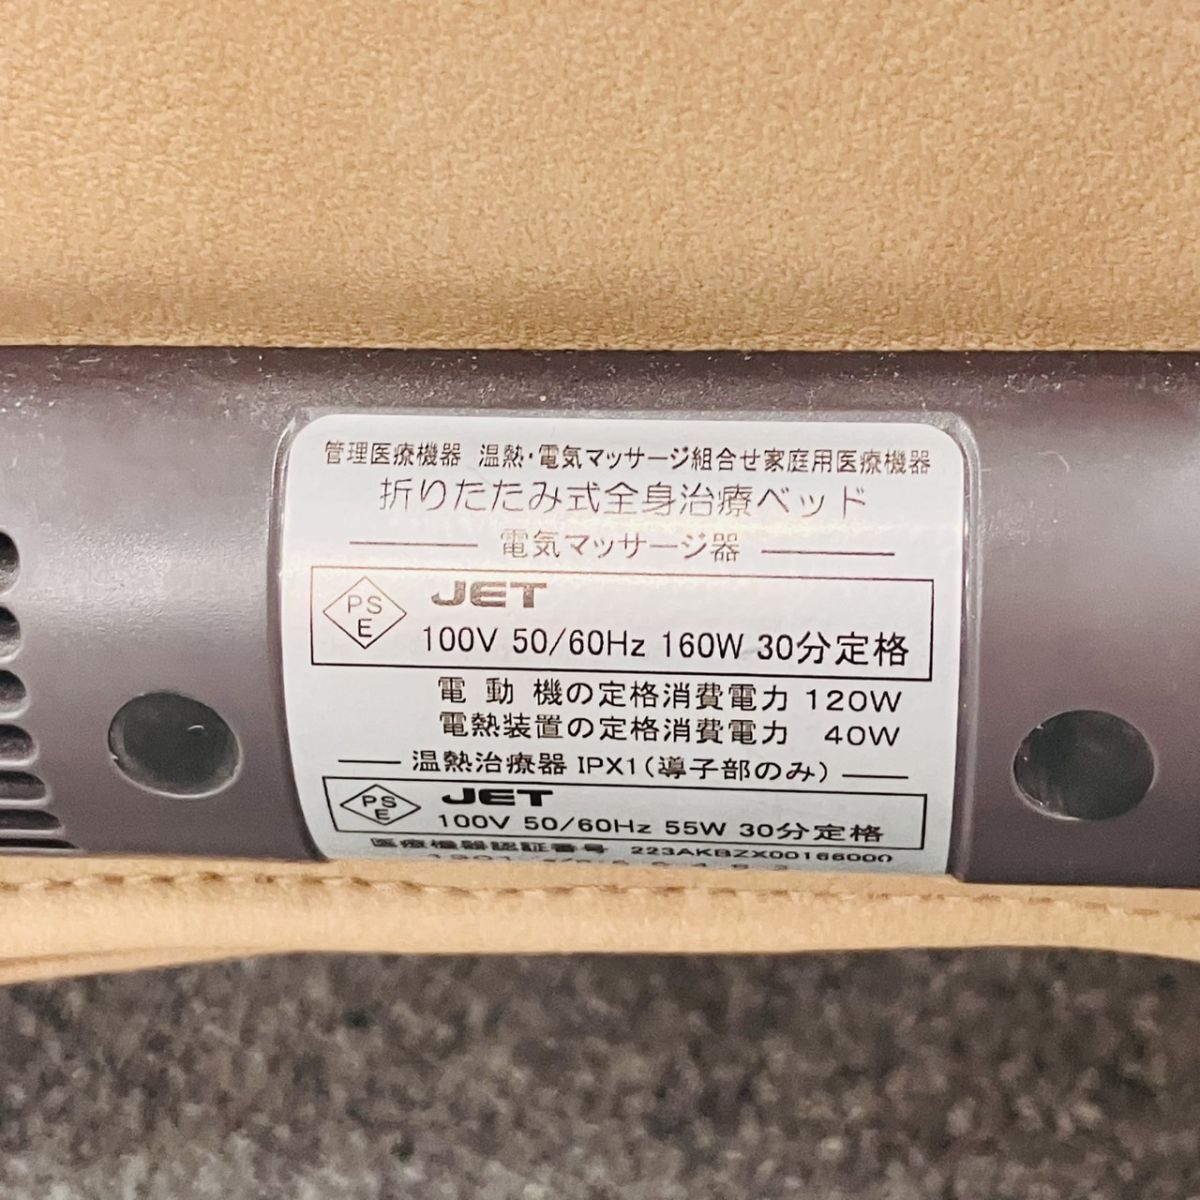 管理医療機器 温熱・電気マッサージ組合せ家庭用医療機器
折りたたみ式全身治療ベッド
電気マッサージ器
PS
E
JET
100V 50/60Hz 160W 30分定格
電動機の定格消費電力 120W
電熱装置の定格消費電力 40W
温熱治療器 IPX1(導子部のみ)
PS
E
JET
100V 50/60Hz 55W 30分定格
医療機器認証番号 223AKBZX00166000